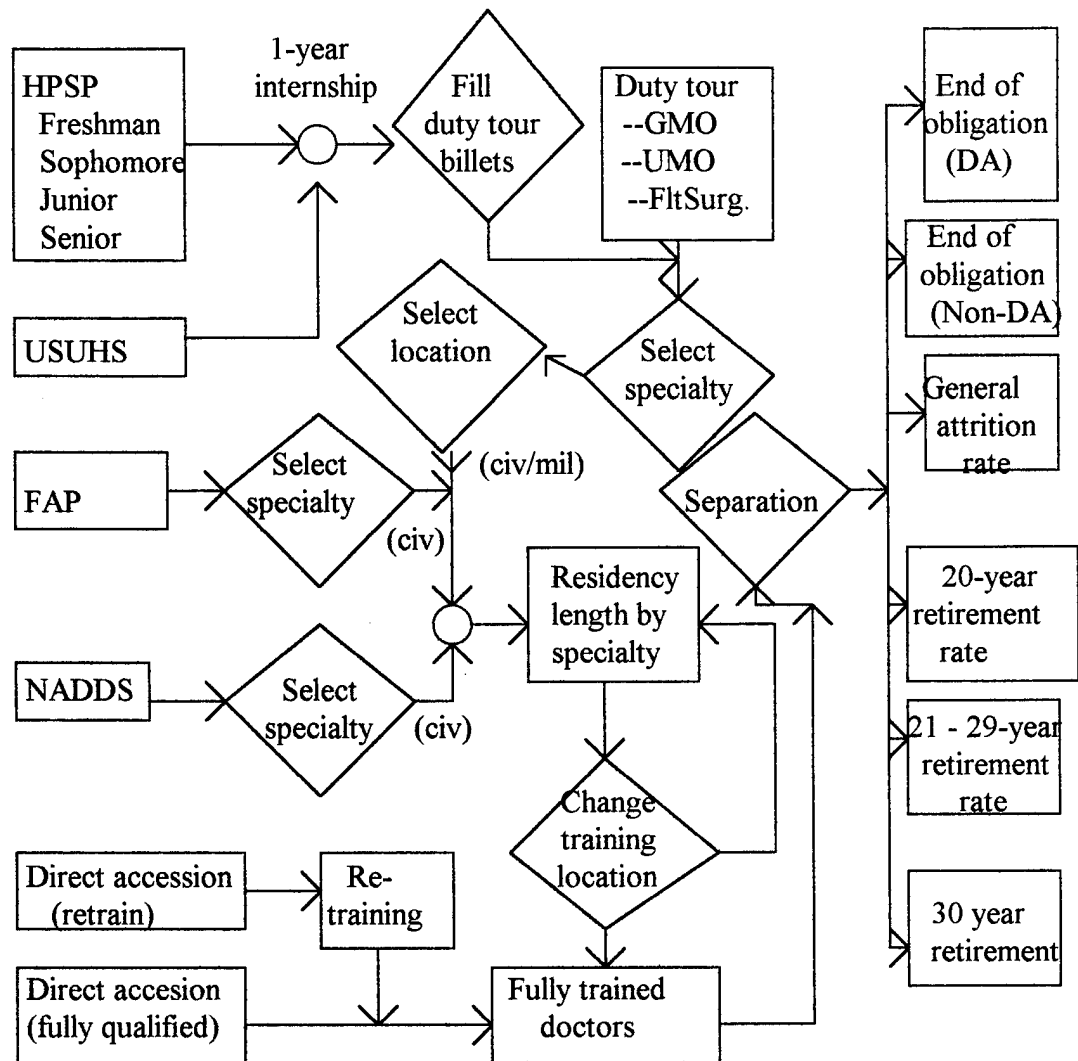 HPSP
Freshman
Sophomore
Junior
Senior
1-year
internship
Fill
duty tour
billets
Duty tour
--GMO
--UMO
--FltSurg.
End of
obligation
(DA)
End of
obligation
(Non-DA)
USUHS
Select
location
Select
specialty
General
attrition
rate
FAP
Select
specialty
(civ/mil)
(civ)
Separation
Residency
length by
specialty
20-year
retirement
rate
NADDS
Select
specialty
(civ)
21 - 29-year
retirement
rate
Change
training
location
Direct accession
(retrain)
Re-
training
30 year
retirement
Direct accesion
(fully qualified)
Fully trained
doctors